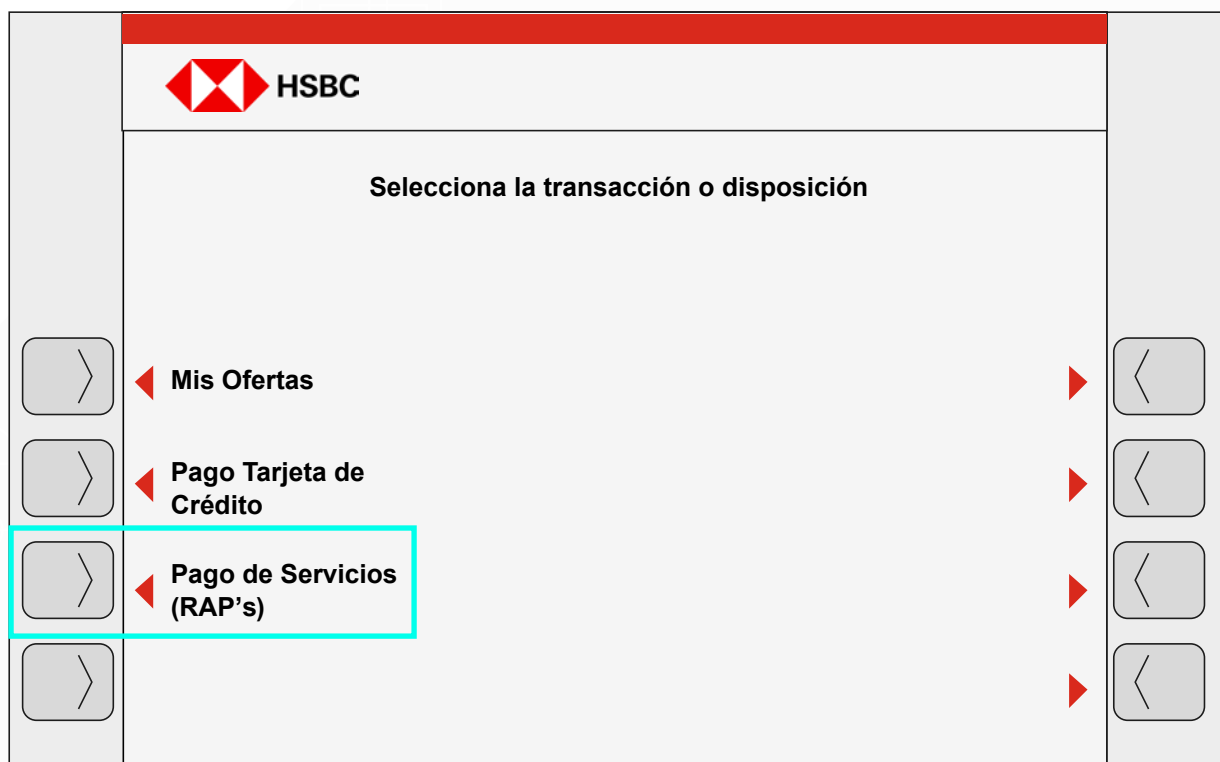 HSBC
Selecciona la transacción o disposición
Mis Ofertas
Pago Tarjeta de
Crédito
Pago de Servicios
(RAP’s)